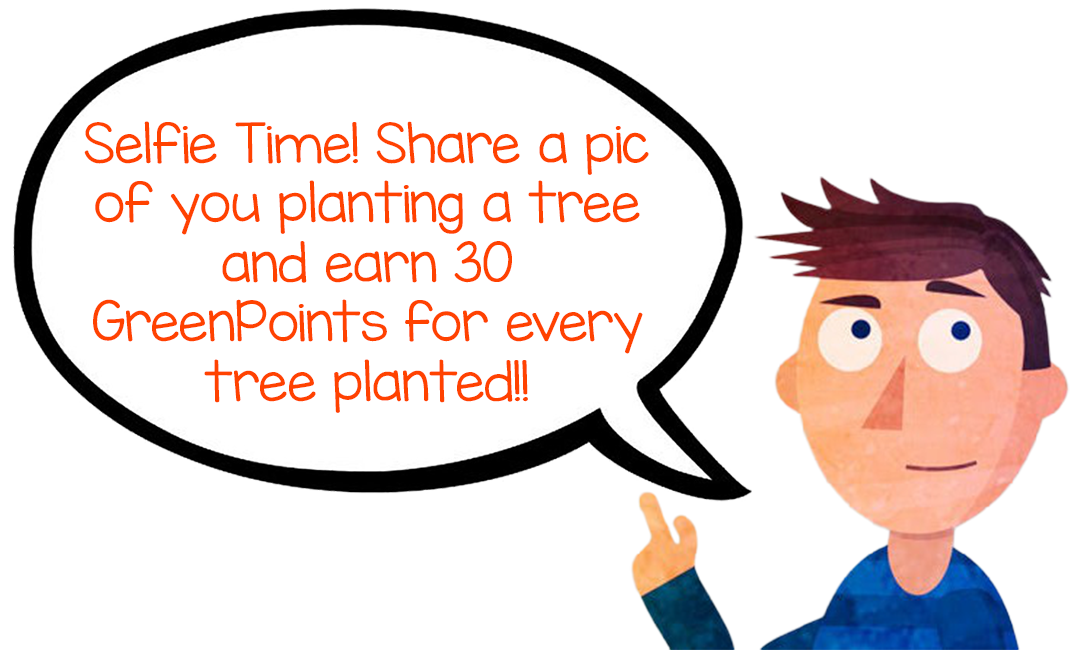 Selfie Time! Share a pic
of you planting a tree
and earn 30
GreenPoints for every
tree planted!!